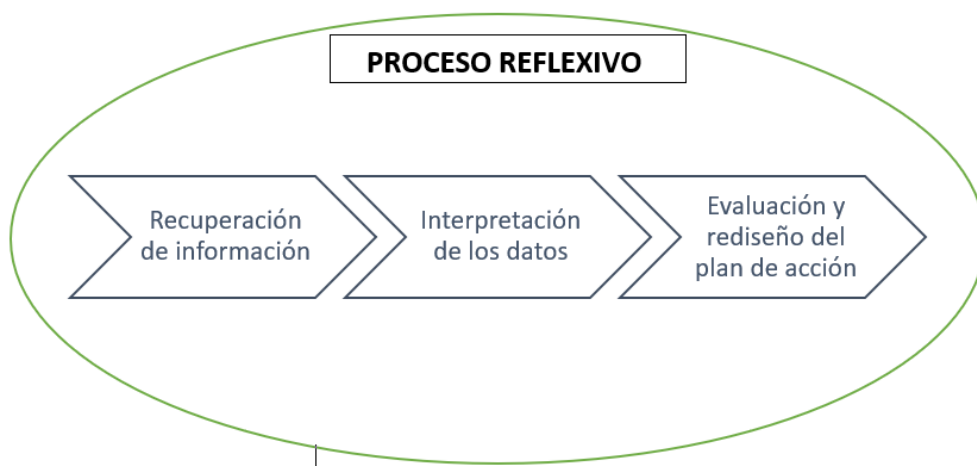 PROCESO REFLEXIVO
Recuperación
de información
Interpretación
de los datos
Evaluación y
rediseño del
plan de acción